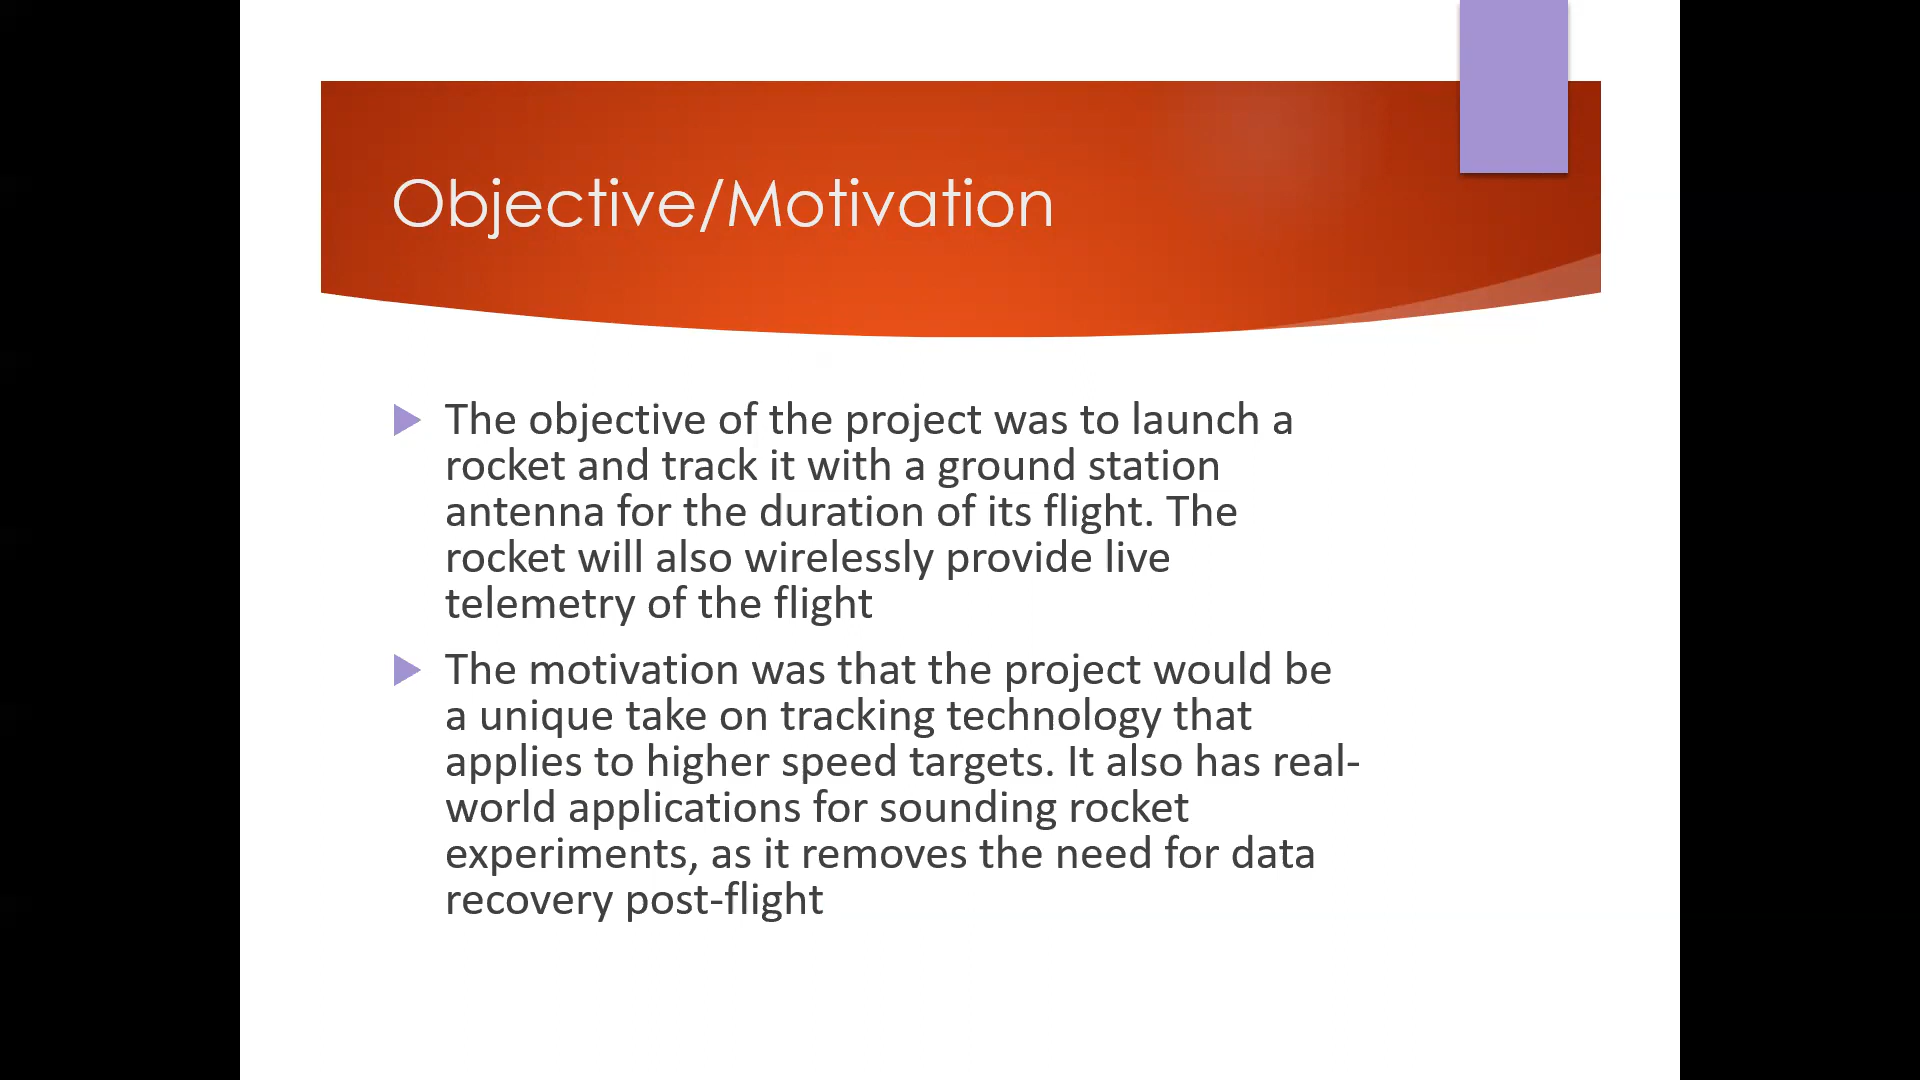 Objective/Motivation
The objective of the project was to launch a
rocket and track it with a ground station
antenna for the duration of its flight. The
rocket will also wirelessly provide live
telemetry of the flight
The motivation was that the project would be
a unique take on tracking technology that
applies to higher speed targets. It also has real-
world applications for sounding rocket
experiments, as it removes the need for data
recovery post-flight